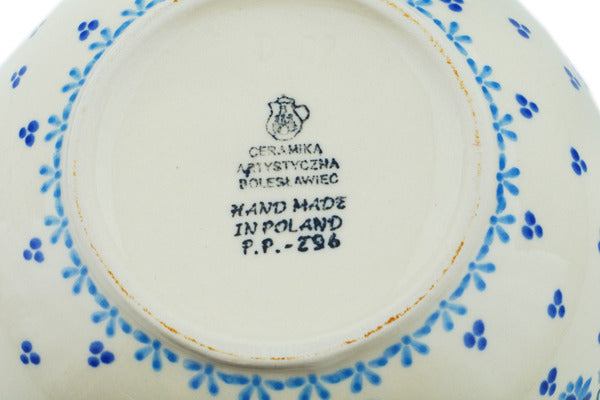 CERAMIKA
ARTYSTYCZNA
BOLESŁAWIEC
HAND MADE
IN POLAND
P.P.-296